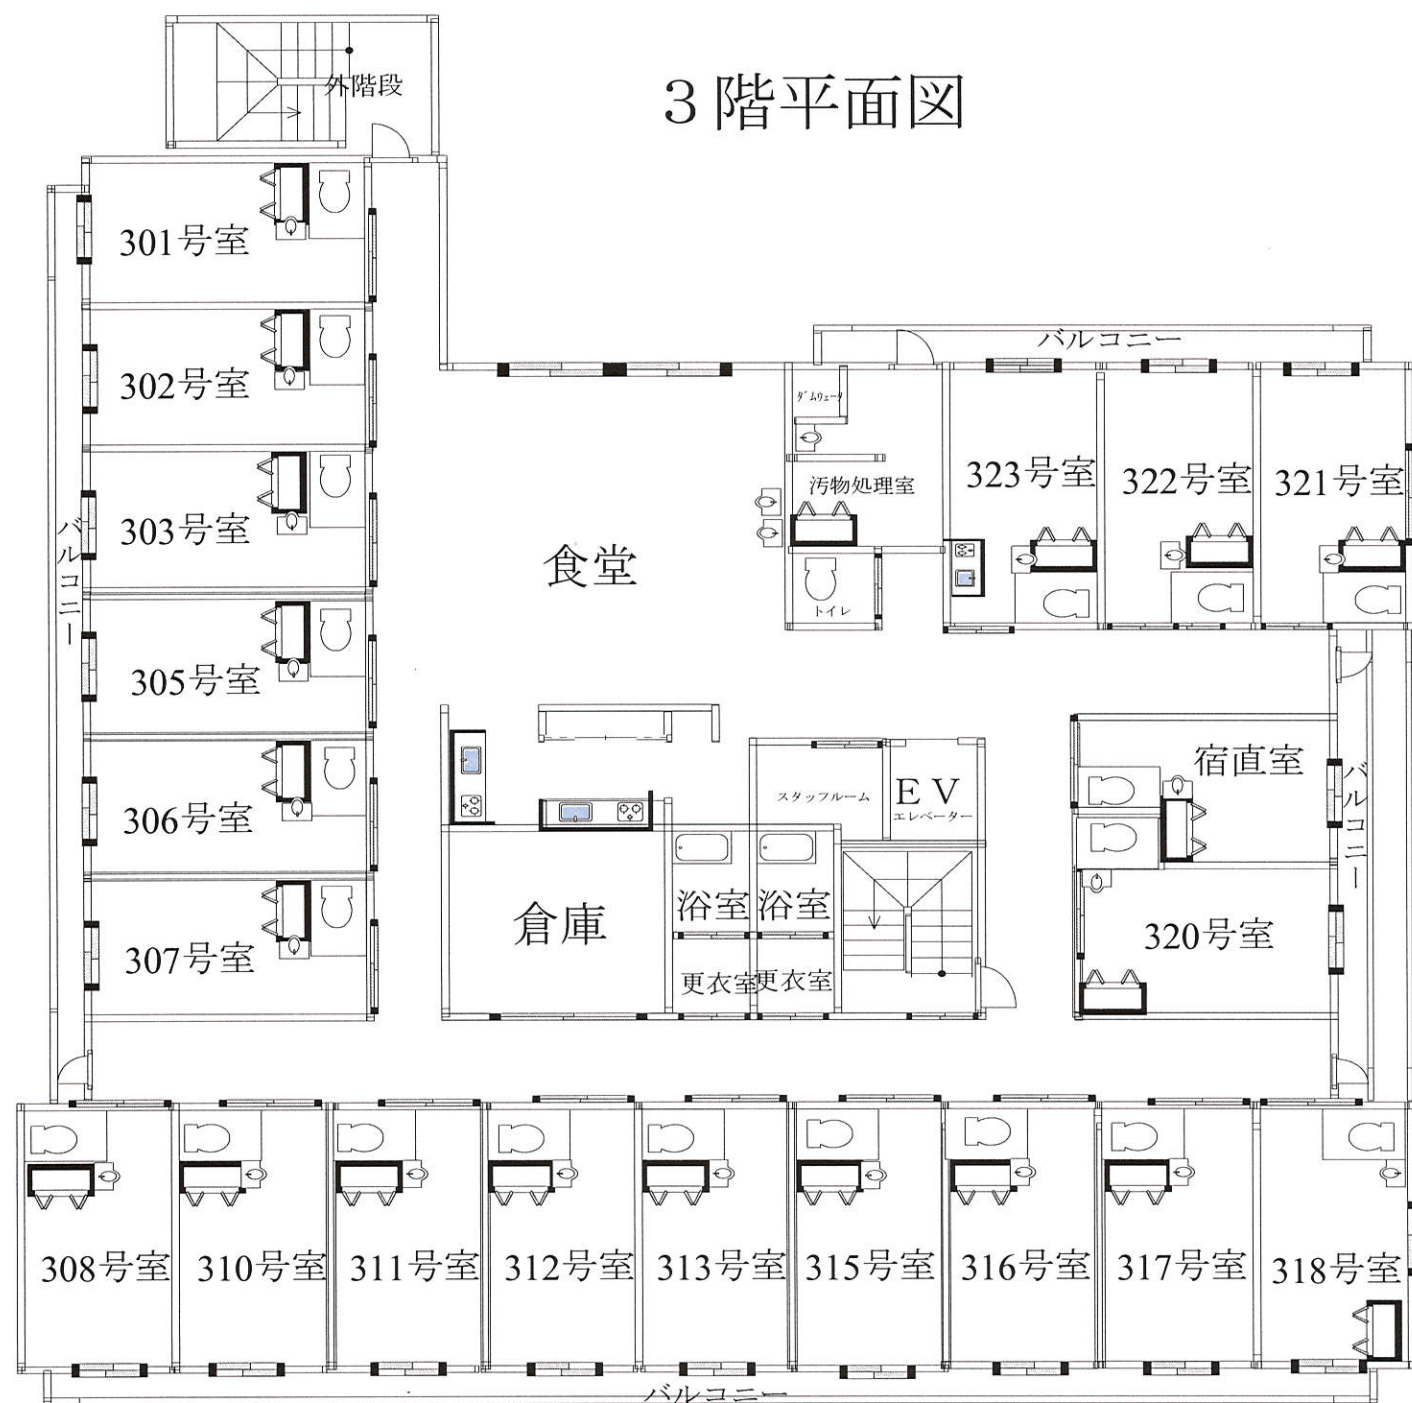 外階段
3階平面図
301号室
302号室
303号室
バルコニー
305号室
306号室
307号室
食堂
バルコニー
ダムウェータ
汚物処理室
トイレ
323号室
322号室
321号室
スタッフルーム
EV
エレベーター
宿直室
バルコニー
320号室
倉庫
浴室
浴室
更衣室
更衣室
308号室
310号室
311号室
312号室
313号室
315号室
316号室
317号室
318号室
バルコニー